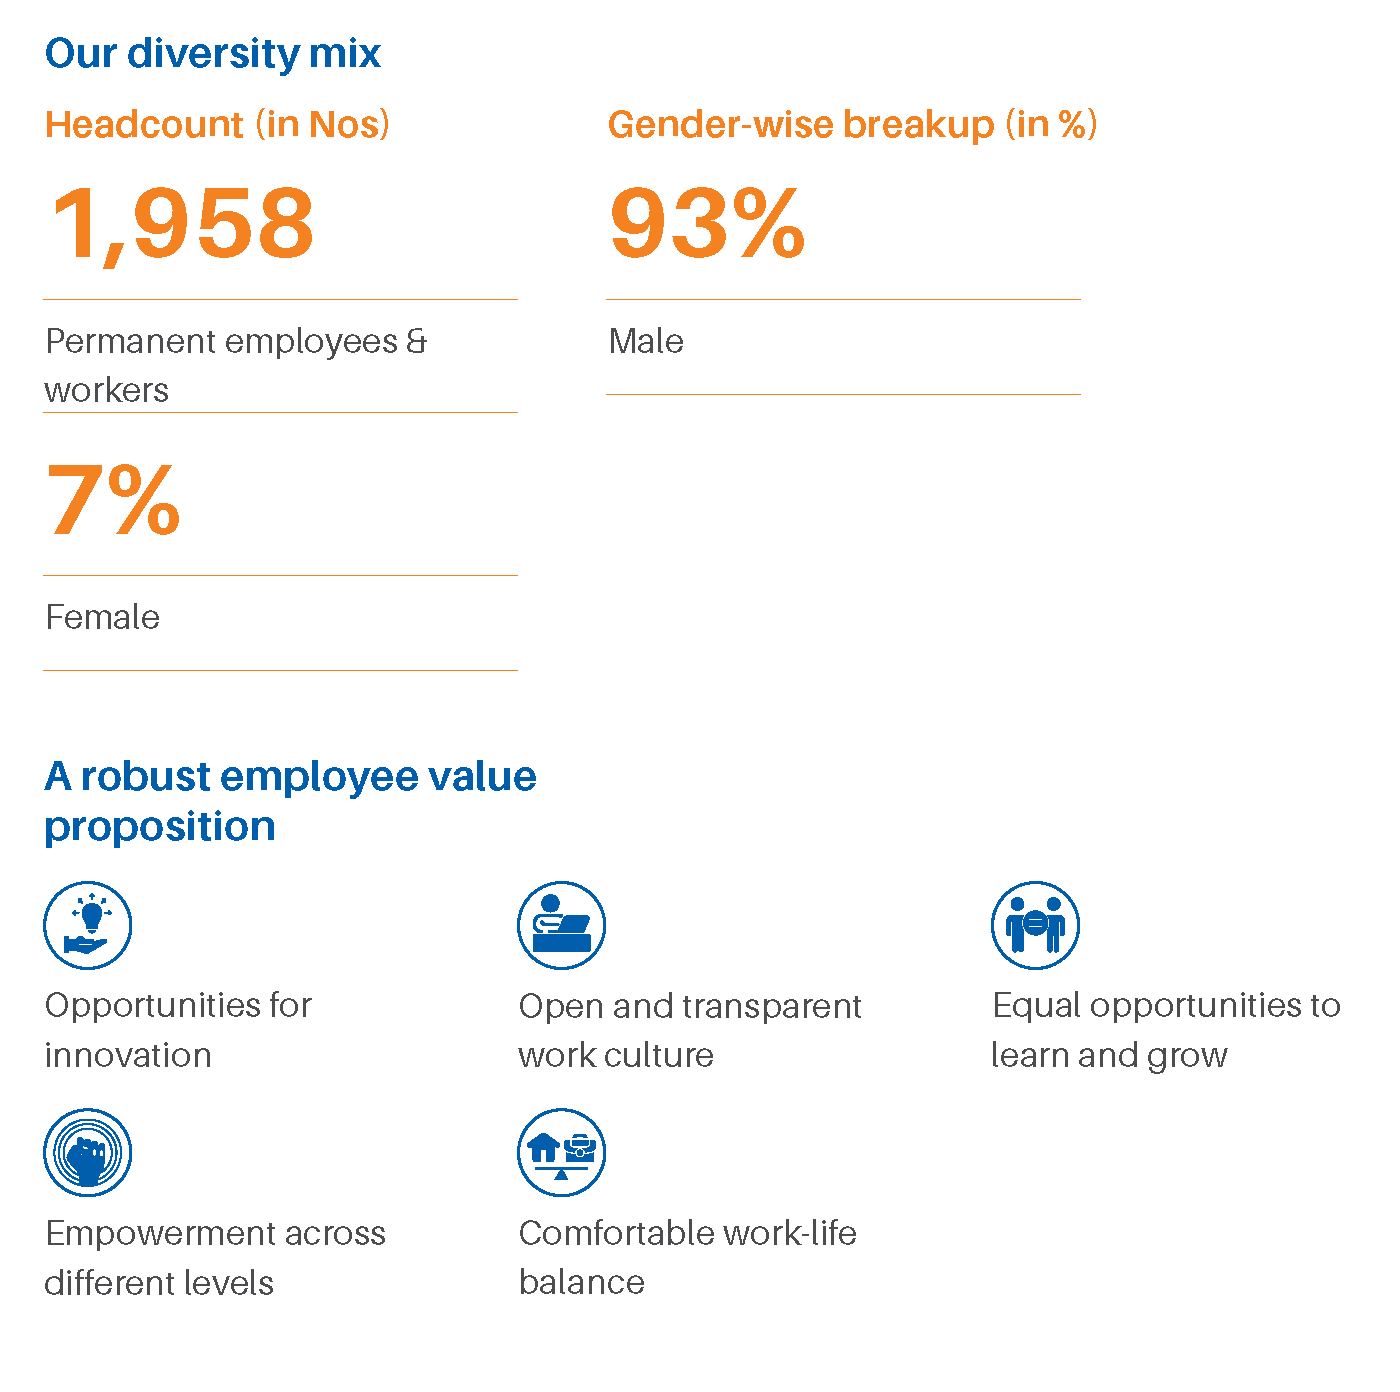 Our diversity mix
Headcount (in Nos)
1,958
Permanent employees &
workers
Gender-wise breakup (in %)
93%
Male
7%
Female
A robust employee value
proposition
Opportunities for
innovation
Open and transparent
work culture
Equal opportunities to
learn and grow
Empowerment across
different levels
Comfortable work-life
balance